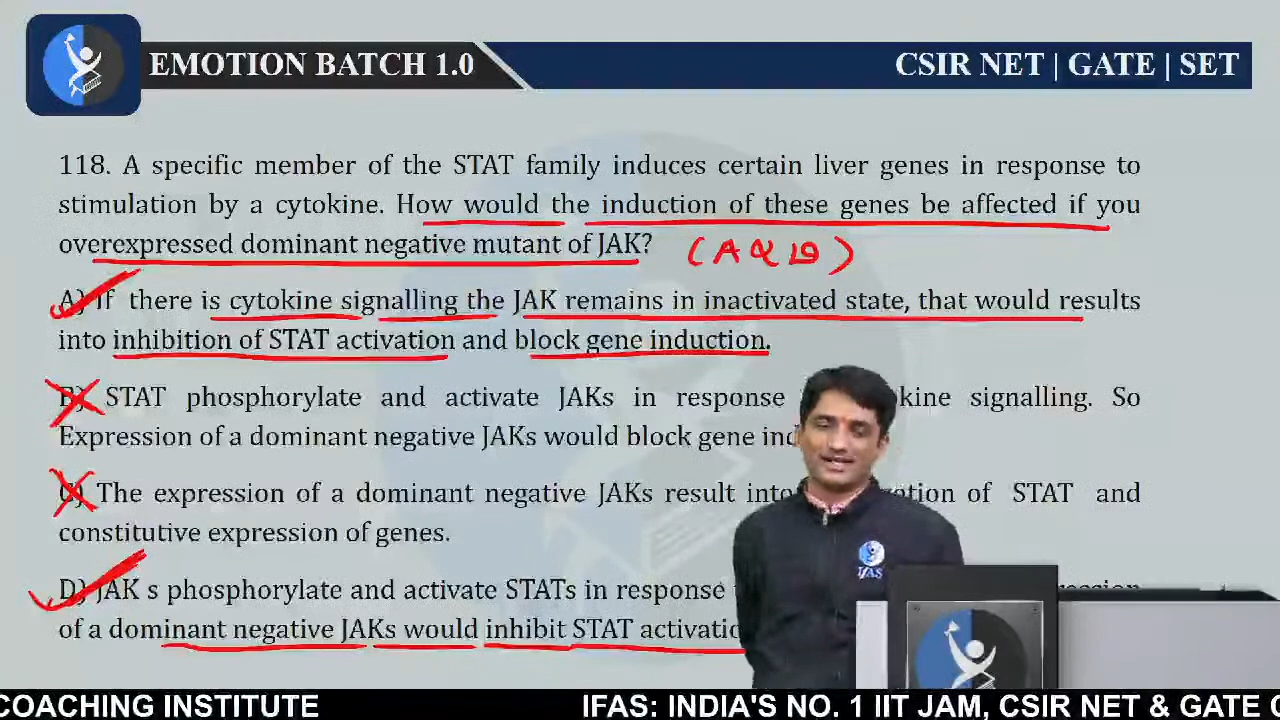 EMOTION BATCH 1.0
CSIR NET | GATE | SET
118. A specific member of the STAT family induces certain liver genes in response to
stimulation by a cytokine. How would the induction of these genes be affected if you
overexpressed dominant negative mutant of JAK? (A & D)
A) If there is cytokine signalling the JAK remains in inactivated state, that would results
into inhibition of STAT activation and block gene induction.
B) STAT phosphorylate and activate JAKs in response signalling. So
Expression of a dominant negative JAKs would block gene
C) The expression of a dominant negative JAKs result into of STAT and
constitutive expression of genes.
D) JAK s phosphorylate and activate STATs in response
of a dominant negative JAKs would inhibit STAT
IFAS
COACHING INSTITUTE IFAS: INDIA'S NO. 1 IIT JAM, CSIR NET & GATE